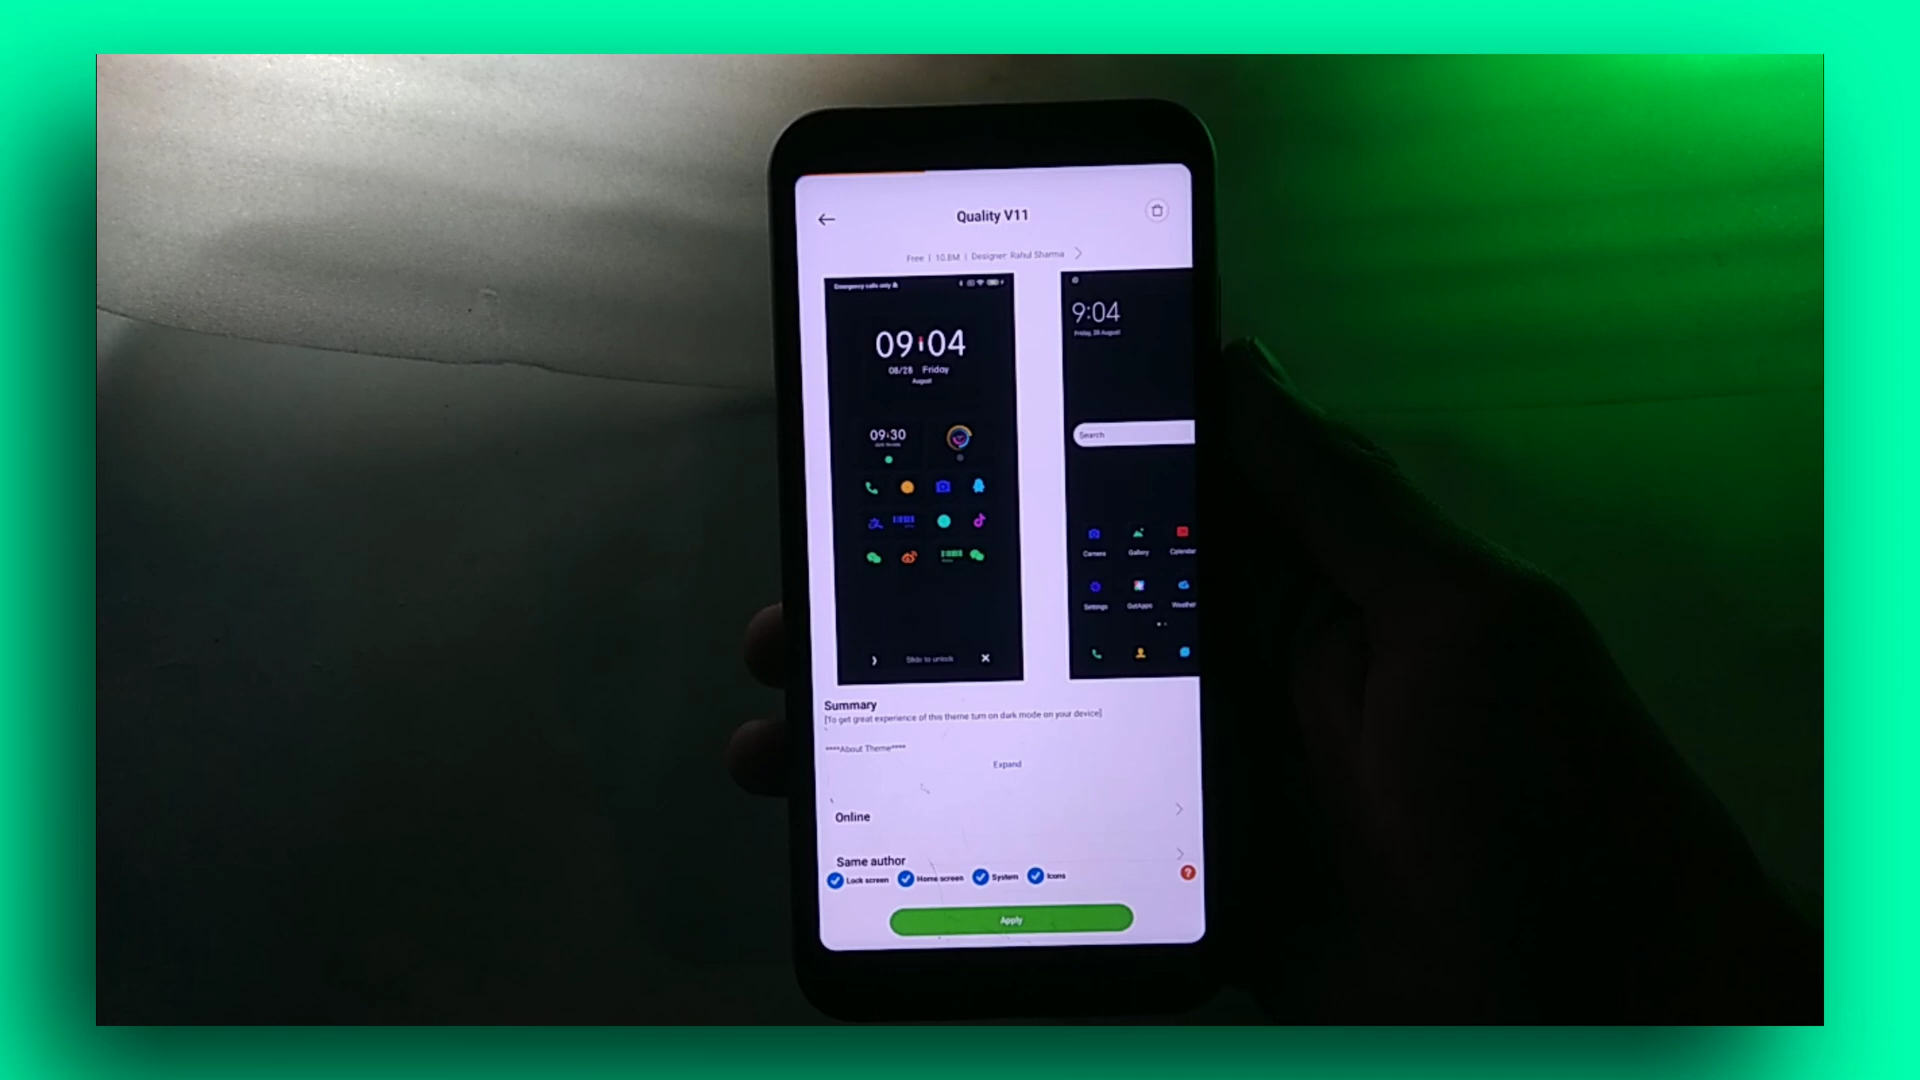 Quality V11
Free | 10.8M | Designer: Rahul Sharma
Emergency calls only
09:04
08/28 Friday
August
09:30
Slide to unlock
9:04
Friday, 28 August
Search
Camera Gallery Calendar
Settings GetApps Weather
Summary
[To get great experience of this theme turn on dark mode on your device]
****About Theme****
Expand
Online
Same author
Lock screen Home screen System Icons
?
Apply